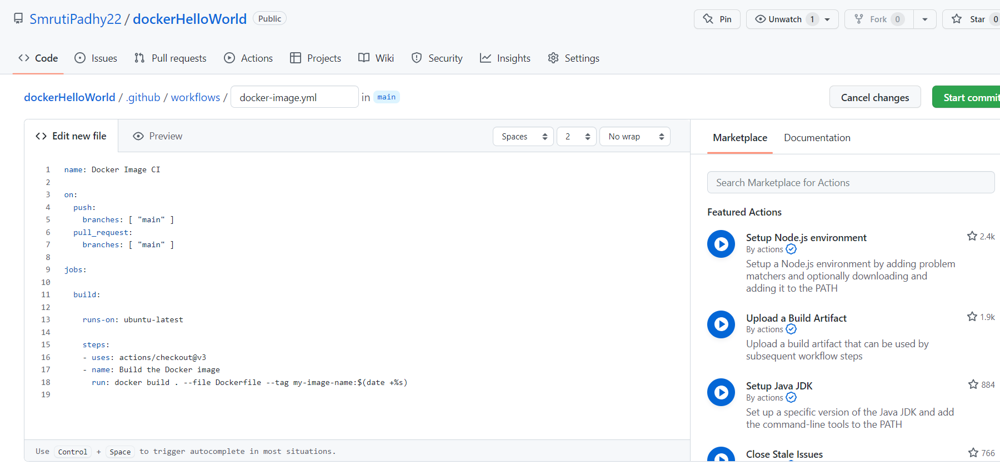 SmrutiPadhy22 / dockerHelloWorld Public
Pin Unwatch 1 Fork 0 Star 0
Code Issues Pull requests Actions Projects Wiki Security Insights Settings
dockerHelloWorld / .github / workflows / docker-image.yml in main
Cancel changes Start commit
Edit new file Preview
Spaces 2 No wrap
1 name: Docker Image CI
2
3 on:
4 push:
5 branches: [ "main" ]
6 pull_request:
7 branches: [ "main" ]
8
9 jobs:
10
11 build:
12
13 runs-on: ubuntu-latest
14
15 steps:
16 - uses: actions/checkout@v3
17 - name: Build the Docker image
18 run: docker build . --file Dockerfile --tag my-image-name:$(date +%s)
19
Use Control + Space to trigger autocomplete in most situations.
Marketplace Documentation
Search Marketplace for Actions
Featured Actions
Setup Node.js environment 2.4k
By actions
Setup a Node.js environment by adding problem
matchers and optionally downloading and
adding it to the PATH
Upload a Build Artifact 1.9k
By actions
Upload a build artifact that can be used by
subsequent workflow steps
Setup Java JDK 884
By actions
Set up a specific version of the Java JDK and add
the command-line tools to the PATH
Close Stale Issues 766